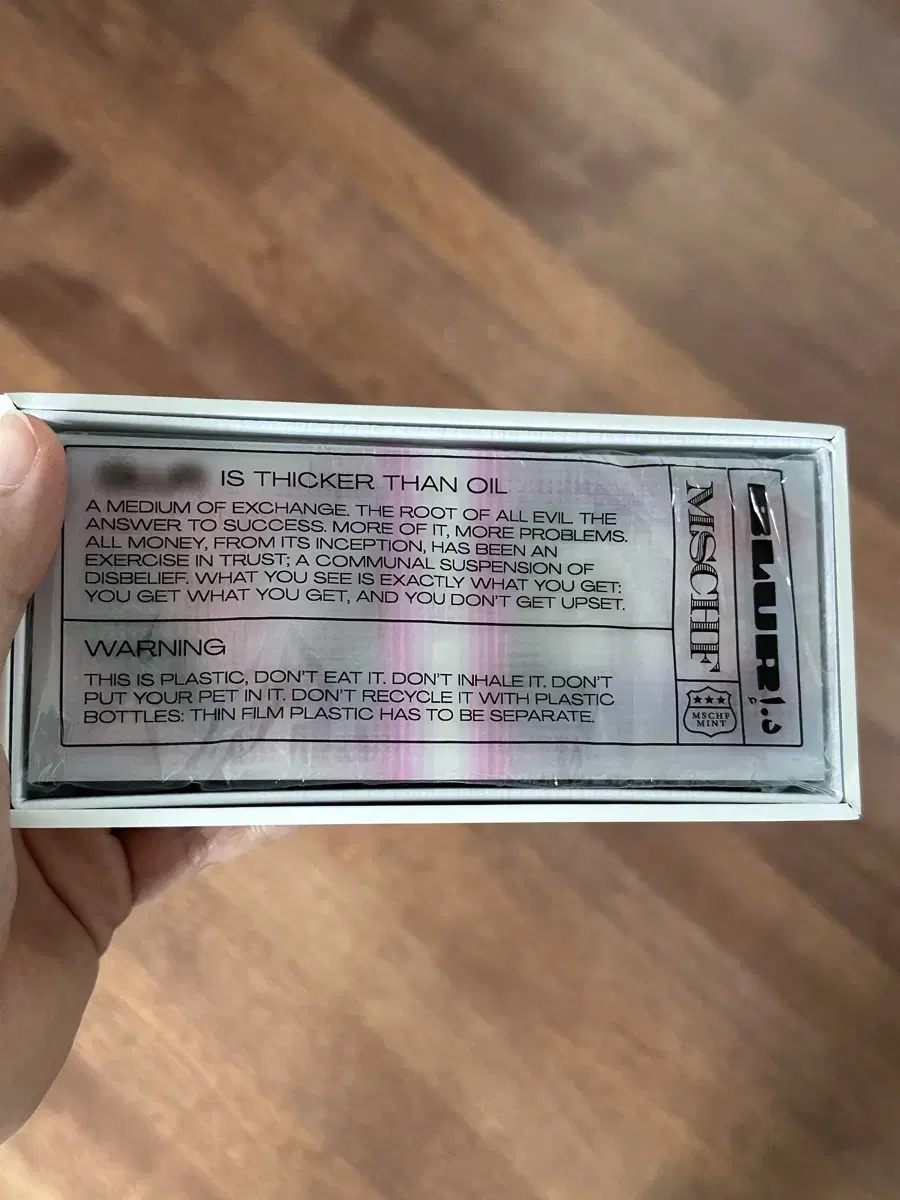 IS THICKER THAN OIL
A MEDIUM OF EXCHANGE. THE ROOT OF ALL EVIL. THE
ANSWER TO SUCCESS. MORE OF IT, MORE PROBLEMS.
ALL MONEY, FROM ITS INCEPTION, HAS BEEN AN
EXERCISE IN TRUST; A COMMUNAL SUSPENSION OF
DISBELIEF. WHAT YOU SEE IS EXACTLY WHAT YOU GET:
YOU GET WHAT YOU GET, AND YOU DON'T GET UPSET.
WARNING
THIS IS PLASTIC, DON'T EAT IT. DON'T INHALE IT. DON'T
PUT YOUR PET IN IT. DON'T RECYCLE IT WITH PLASTIC
BOTTLES: THIN FILM PLASTIC HAS TO BE SEPARATE.
MSCHF
MSCHF
MINT
BLUR د.إ